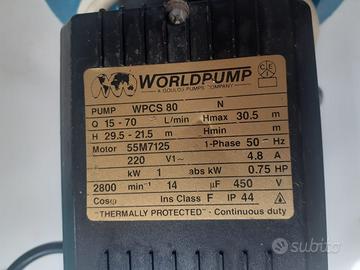 WORLDPUMP
A GOULDS PUMPS COMPANY
CEI
PUMP WPCS 80 N
Q 15 - 70 L/min Hmax 30.5 m
H 29.5 - 21.5 m Hmin m
Motor 55M7125 1-Phase 50 Hz
220 V1~ 4.8 A
kW 1 abs kW 0.75 HP
2800 min⁻¹ 14 µF 450 V
Cosφ Ins Class F IP 44
"THERMALLY PROTECTED" - Continuous duty
subito